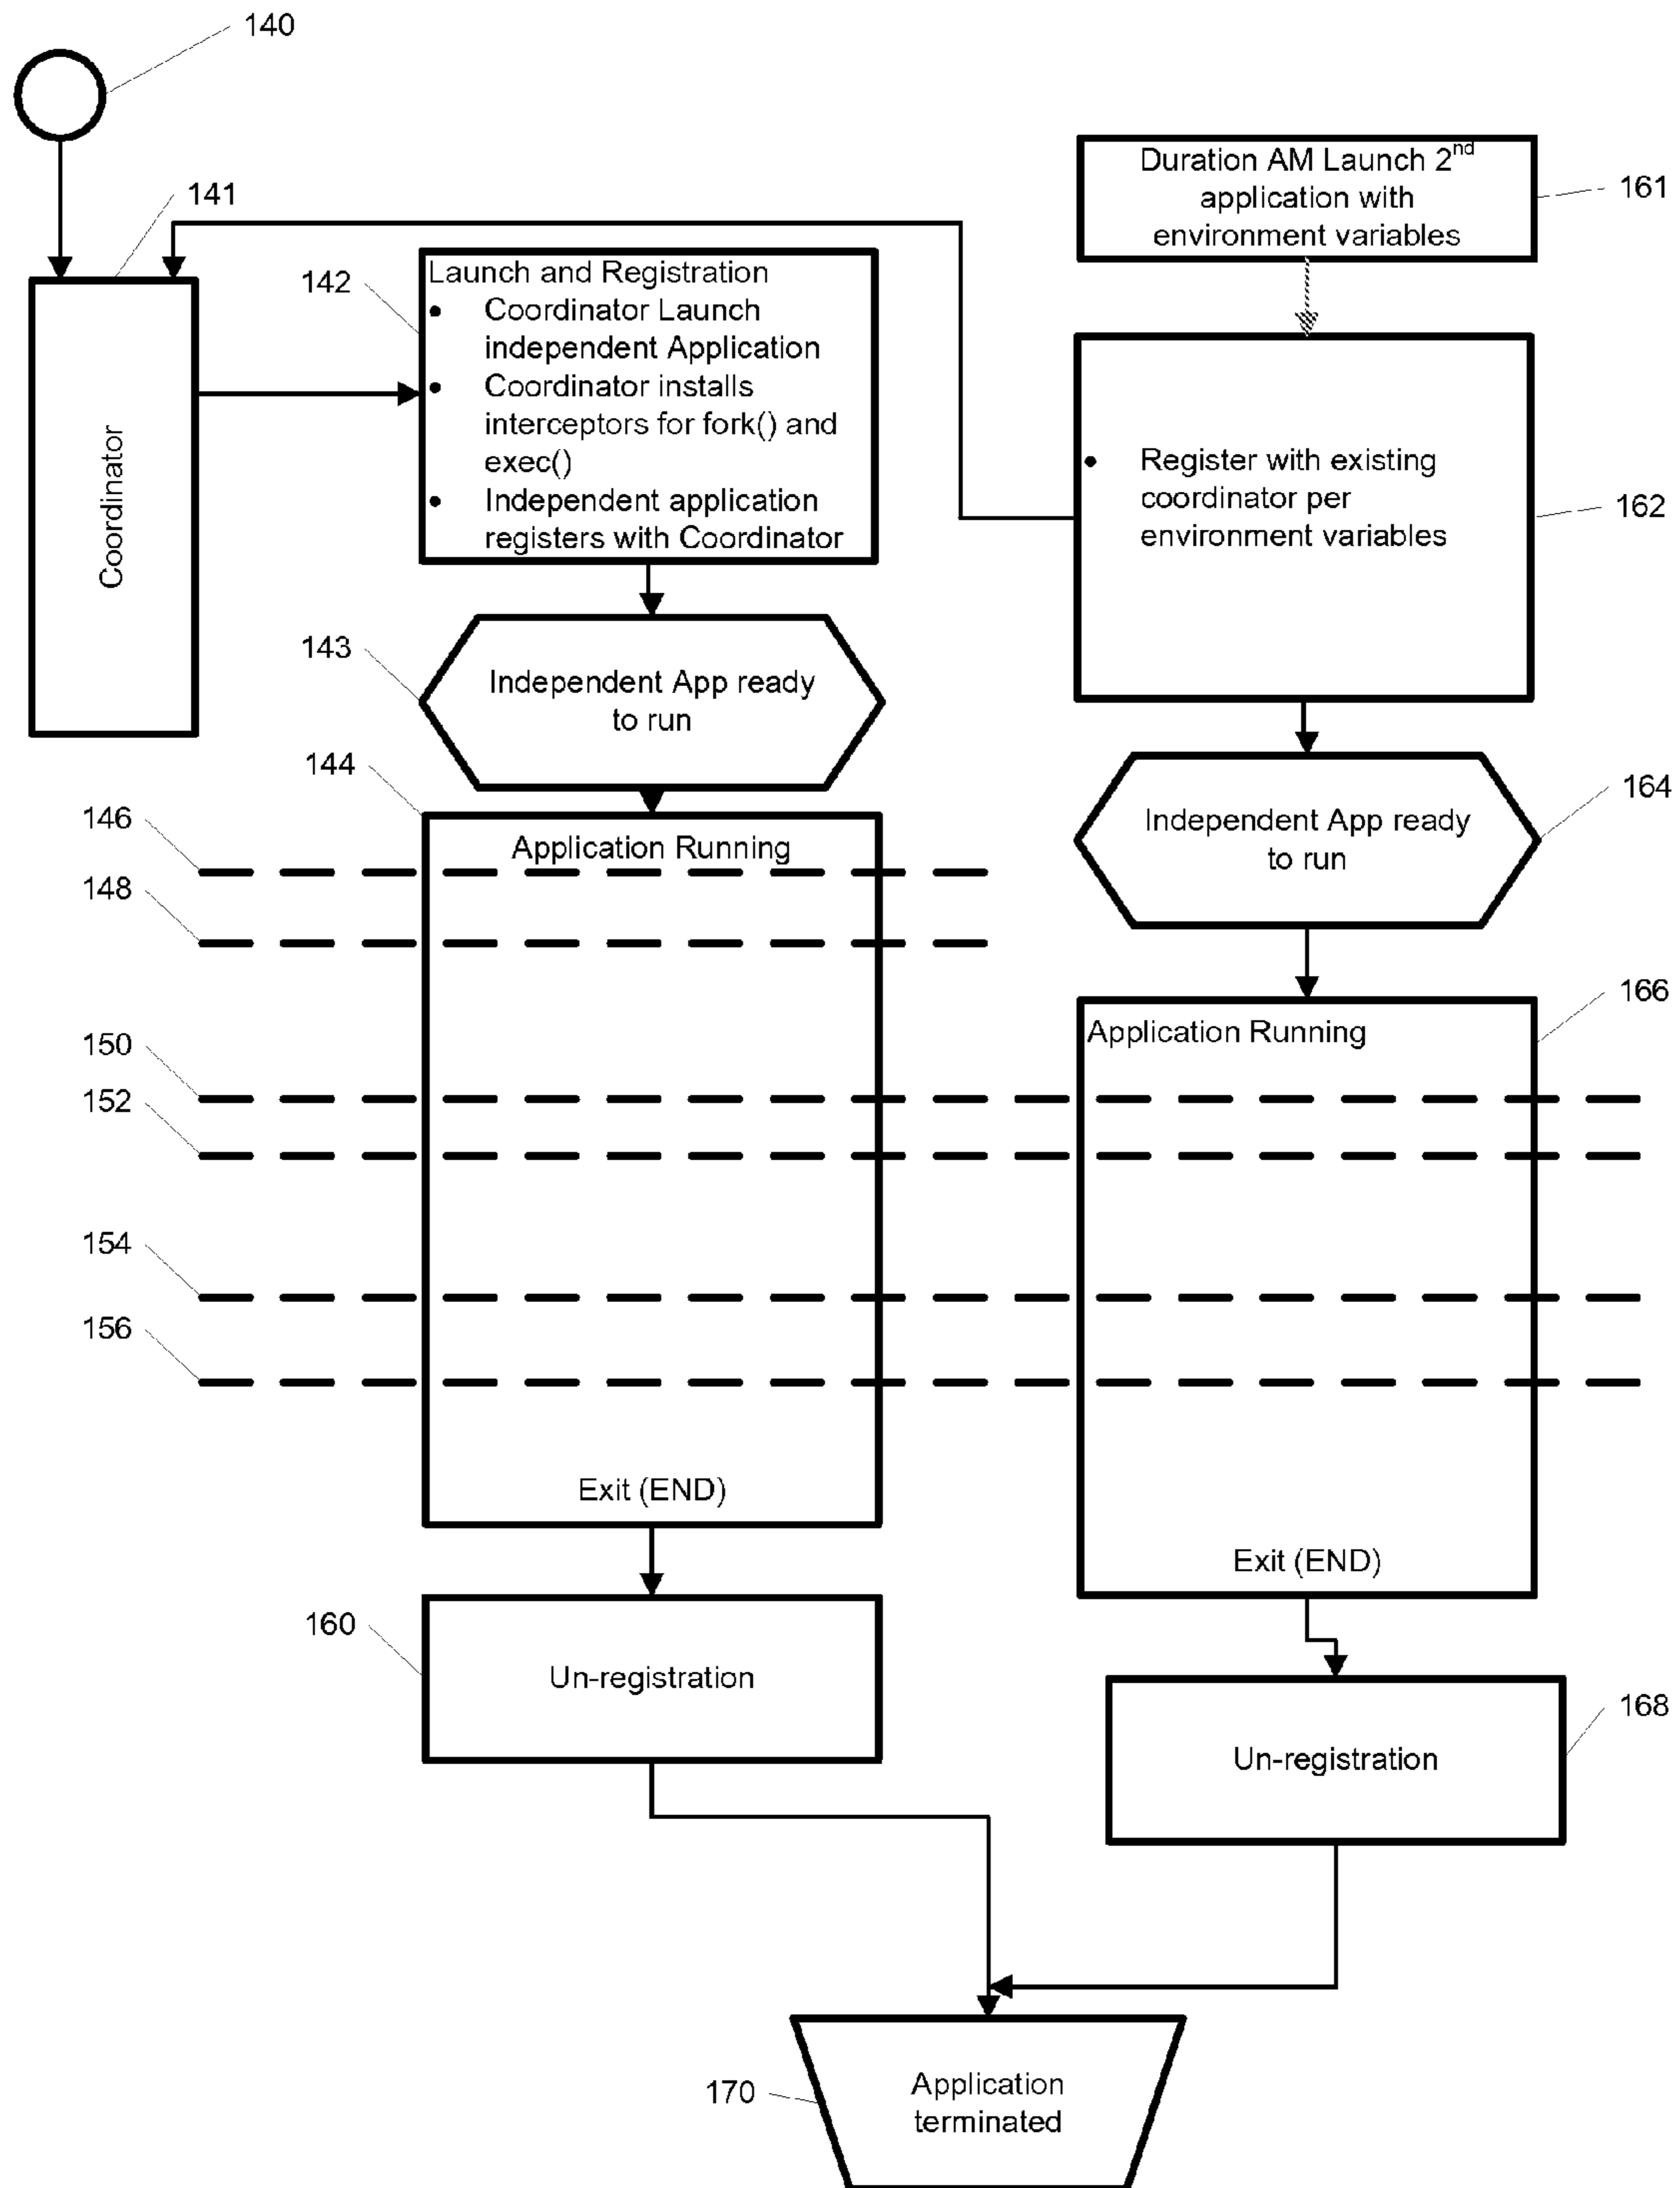 140
141
Coordinator
142
Launch and Registration
• Coordinator Launch
independent Application
• Coordinator installs
interceptors for fork() and
exec()
• Independent application
registers with Coordinator
143
Independent App ready
to run
144
Application Running
146
148
150
152
154
156
Exit (END)
160
Un-registration
Duration AM Launch 2nd
application with
environment variables
161
• Register with existing
coordinator per
environment variables
162
Independent App ready
to run
164
Application Running
166
Exit (END)
Un-registration
168
170
Application
terminated